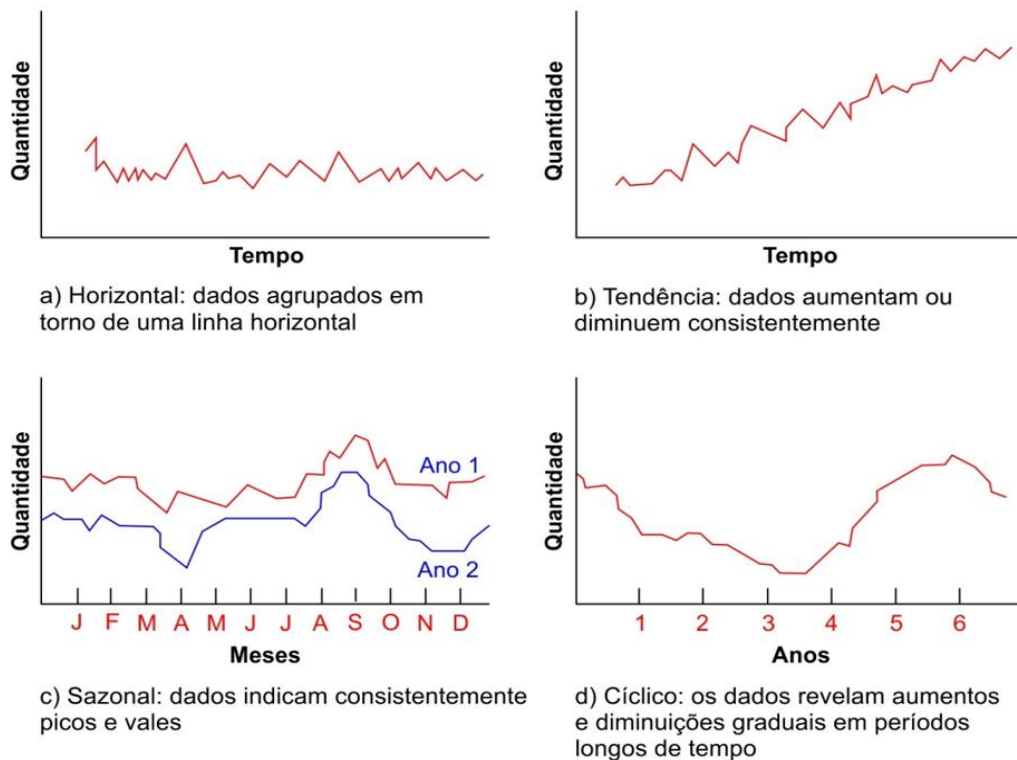 Quantidade
Tempo
a) Horizontal: dados agrupados em
torno de uma linha horizontal
Quantidade
Tempo
b) Tendência: dados aumentam ou
diminuem consistentemente
Quantidade
Ano 1
Ano 2
J F M A M J J A S O N D
Meses
c) Sazonal: dados indicam consistentemente
picos e vales
Quantidade
1 2 3 4 5 6
Anos
d) Cíclico: os dados revelam aumentos
e diminuições graduais em períodos
longos de tempo